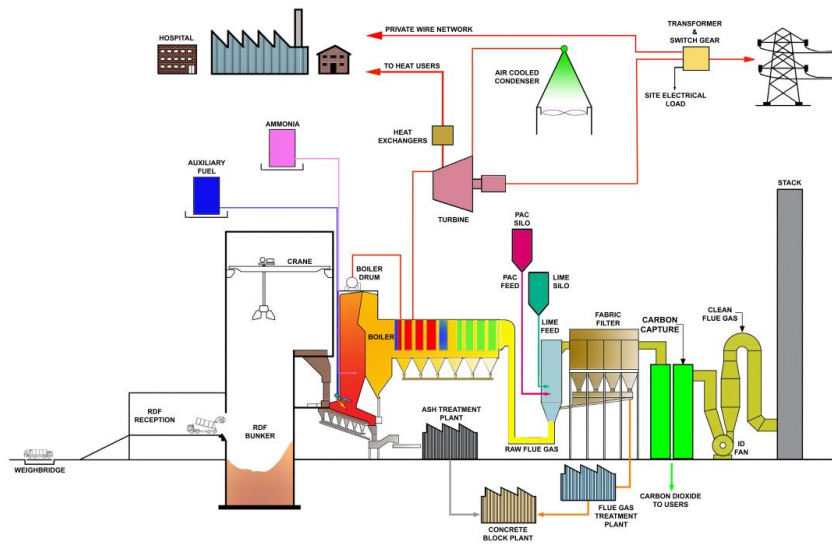 TRANSFORMER
&
SWITCH GEAR
PRIVATE WIRE NETWORK
HOSPITAL
TO HEAT USERS
AIR COOLED
CONDENSER
SITE ELECTRICAL
LOAD
AMMONIA
HEAT
EXCHANGERS
AUXILIARY
FUEL
STACK
TURBINE
PAC
SILO
CRANE
BOILER
DRUM
PAC
FEED
LIME
SILO
CLEAN
FLUE GAS
FABRIC
FILTER
CARBON
CAPTURE
LIME
FEED
BOILER
RDF
RECEPTION
RDF
BUNKER
ASH TREATMENT
PLANT
RAW FLUE GAS
ID
FAN
WEIGHBRIDGE
CARBON DIOXIDE
TO USERS
FLUE GAS
TREATMENT
PLANT
CONCRETE
BLOCK PLANT